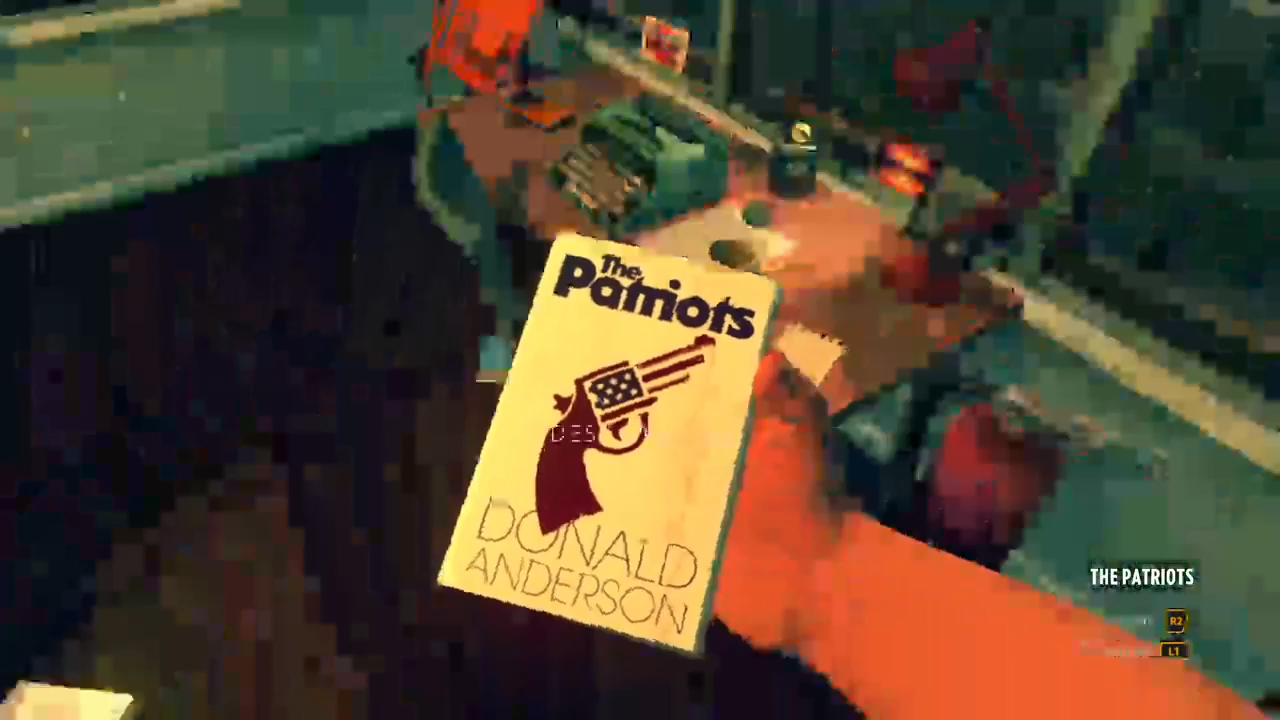 The
Patriots
DONALD
ANDERSON
THE PATRIOTS
R2
L1